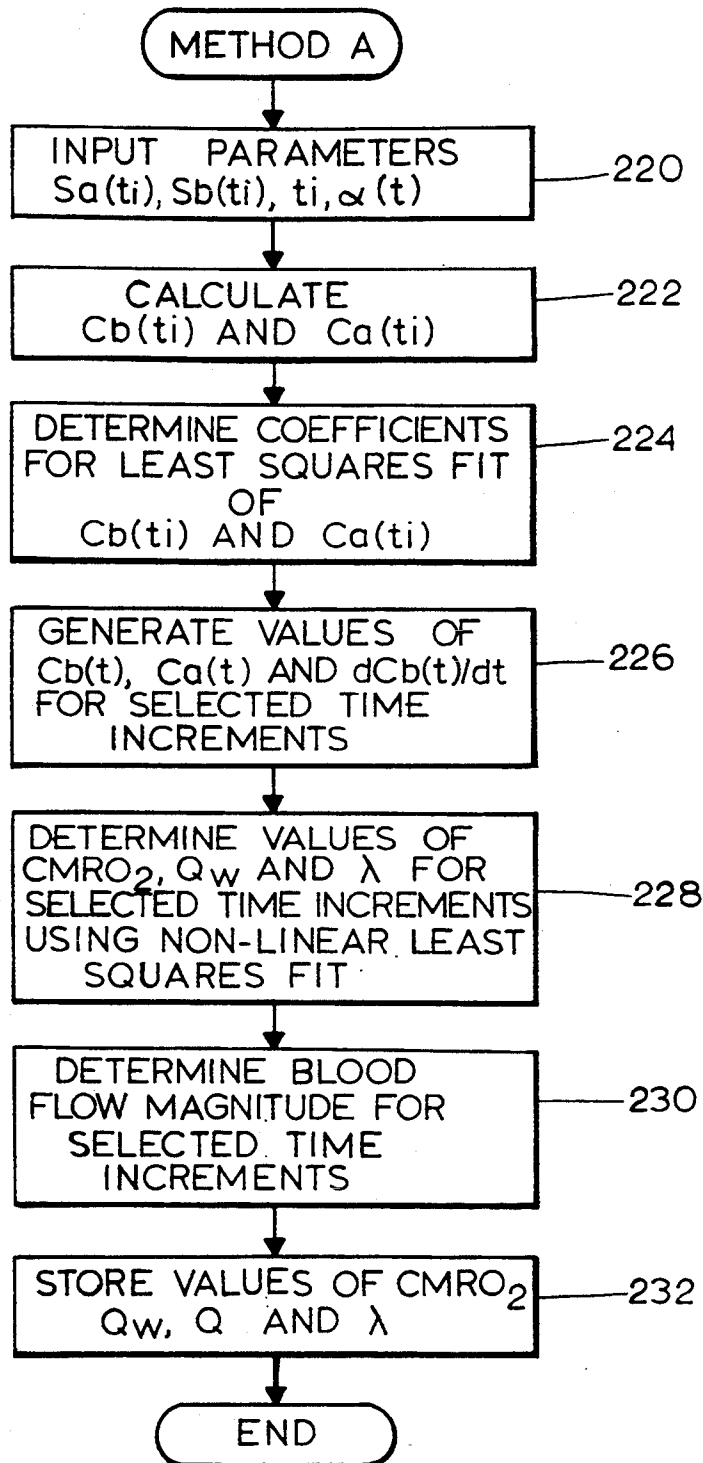 METHOD A
INPUT PARAMETERS
Sa(ti), Sb(ti), ti, α(t)
220
CALCULATE
Cb(ti) AND Ca(ti)
222
DETERMINE COEFFICIENTS
FOR LEAST SQUARES FIT
OF
Cb(ti) AND Ca(ti)
224
GENERATE VALUES OF
Cb(t), Ca(t) AND dCb(t)/dt
FOR SELECTED TIME
INCREMENTS
226
DETERMINE VALUES OF
CMRO₂, Qw AND λ FOR
SELECTED TIME INCREMENTS
USING NON-LINEAR LEAST
SQUARES FIT
228
DETERMINE BLOOD
FLOW MAGNITUDE FOR
SELECTED TIME
INCREMENTS
230
STORE VALUES OF CMRO₂
Qw, Q AND λ
232
END